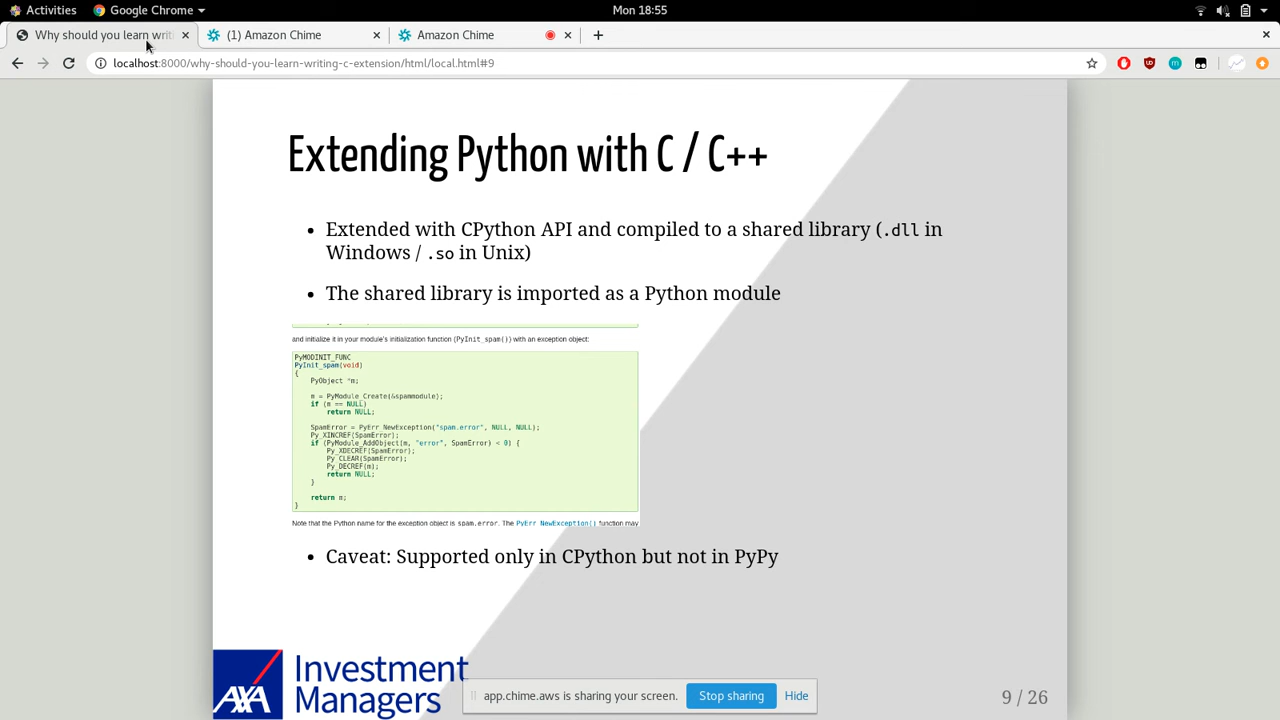 Activities Google Chrome Mon 18:55
Why should you learn writi (1) Amazon Chime Amazon Chime
localhost:8000/why-should-you-learn-writing-c-extension/html/local.html#9
Extending Python with C / C++
• Extended with CPython API and compiled to a shared library (.dll in
Windows / .so in Unix)
• The shared library is imported as a Python module
and initialize it in your module's initialization function (PyInit_spam()) with an exception object:
PyMODINIT_FUNC
PyInit_spam(void)
{
PyObject *m;
m = PyModule_Create(&spammodule);
if (m == NULL)
return NULL;
SpamError = PyErr_NewException("spam.error", NULL, NULL);
Py_XINCREF(SpamError);
if (PyModule_AddObject(m, "error", SpamError) < 0) {
Py_XDECREF(SpamError);
Py_CLEAR(SpamError);
Py_DECREF(m);
return NULL;
}
return m;
}
Note that the Python name for the exception object is spam.error. The PyErr_NewException() function may
• Caveat: Supported only in CPython but not in PyPy
AXA Investment
Managers
app.chime.aws is sharing your screen. Stop sharing Hide
9 / 26